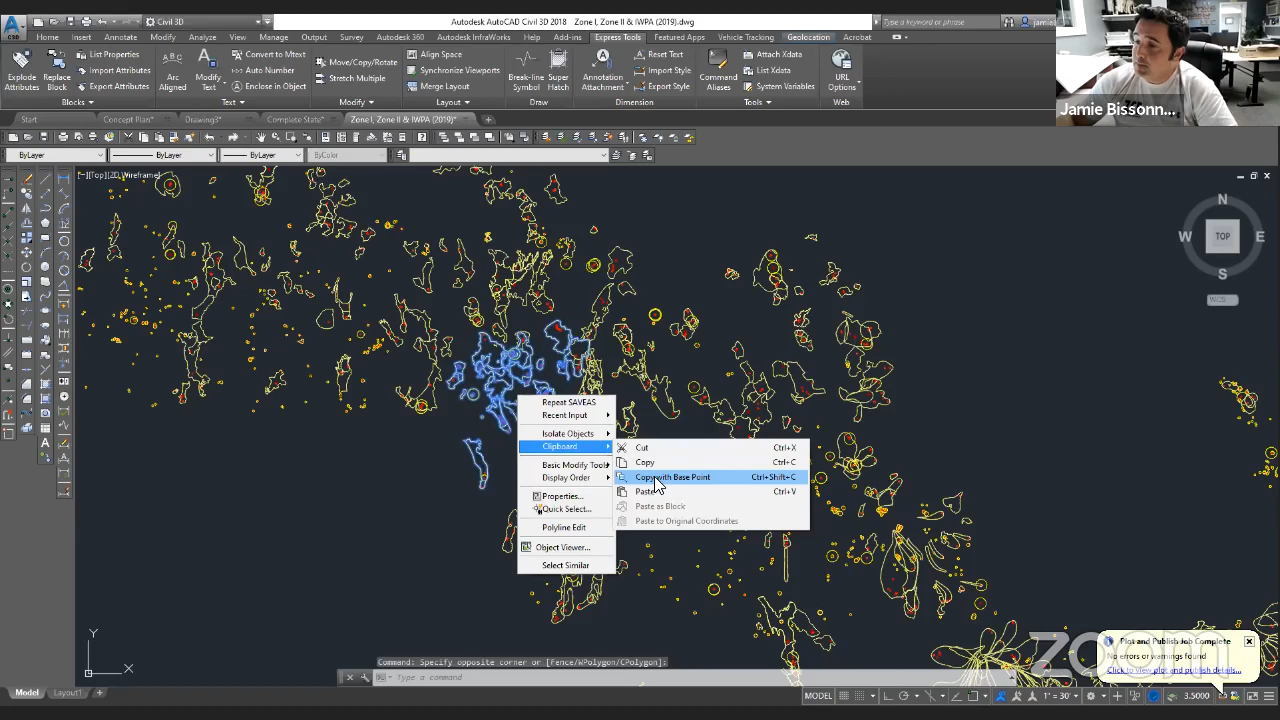 Civil 3D
Autodesk AutoCAD Civil 3D 2018 Zone I, Zone II & IWPA (2019).dwg
Type a keyword or phrase
jamie
Home Insert Annotate Modify Analyze View Manage Output Survey Autodesk 360 Autodesk InfraWorks Help Add-ins Express Tools Featured Apps Vehicle Tracking Geolocation Acrobat
Explode Attributes
Replace Block
List Properties
Import Attributes
Export Attributes
Blocks
Arc Aligned
Modify Text
Convert to Mtext
Auto Number
Enclose in Object
Text
Move/Copy/Rotate
Stretch Multiple
Modify
Align Space
Synchronize Viewports
Merge Layout
Layout
Break-line Symbol
Super Hatch
Draw
Annotation Attachment
Reset Text
Import Style
Export Style
Dimension
Command Aliases
Attach Xdata
List Xdata
System Variables
Tools
URL Options
Web
Jamie Bissonn...
Start Concept Plan* Drawing3* Complete State* Zone I, Zone II & IWPA (2019)*
ByLayer ByLayer ByLayer ByColor
[−][Top][2D Wireframe]
N
W TOP E
S
WCS
Repeat SAVEAS
Recent Input
Isolate Objects
Clipboard
Basic Modify Tools
Display Order
Properties...
Quick Select...
Polyline Edit
Object Viewer...
Select Similar
Cut Ctrl+X
Copy Ctrl+C
Copy with Base Point Ctrl+Shift+C
Paste Ctrl+V
Paste as Block
Paste to Original Coordinates
Y
X
Command: Specify opposite corner or [Fence/WPolygon/CPolygon]:
Type a command
Plot and Publish Job Complete
No errors or warnings found
Click to view plot and publish details...
zoom
Model Layout1
MODEL 1' = 30' 3.5000